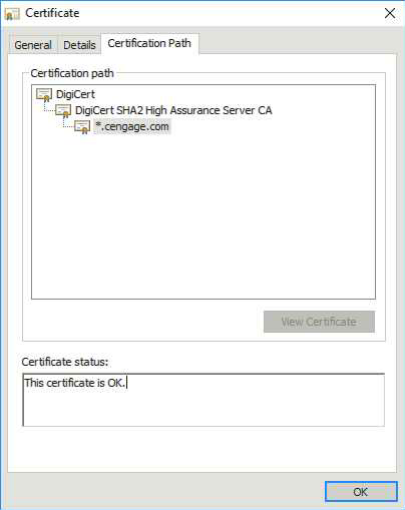 Certificate
General Details Certification Path
Certification path
DigiCert
DigiCert SHA2 High Assurance Server CA
*.cengage.com
View Certificate
Certificate status:
This certificate is OK.
OK